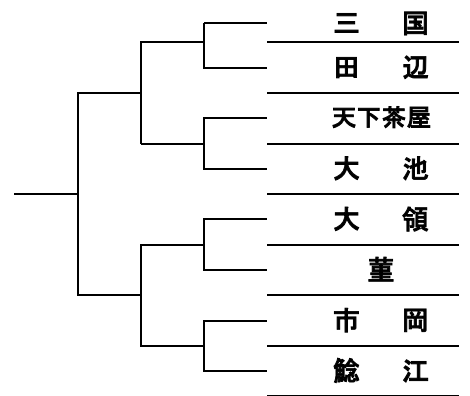 三　国
田　辺
天下茶屋
大　池
大　領
菫
市　岡
鯰　江